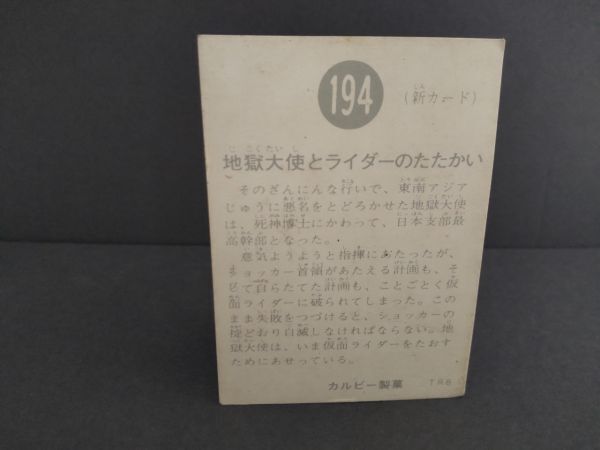 194
(新カード)
地獄大使とライダーのたたかい
そのざんにんな行いで、東南アジア
じゅうに悪名をとどろかせた地獄大使
は、死神博士にかわって、日本支部最
高幹部となった。
意気ようようと指揮にあたったが、
ショッカー首領があたえる計画も、そ
して自らたてた計画も、ことごとく仮
面ライダーに破られてしまった。この
まま失敗をつづけると、ショッカーの
掟どおり自滅しなければならない。地
獄大使は、いま仮面ライダーをたおす
ためにあせっている。
カルビー製菓 TR6